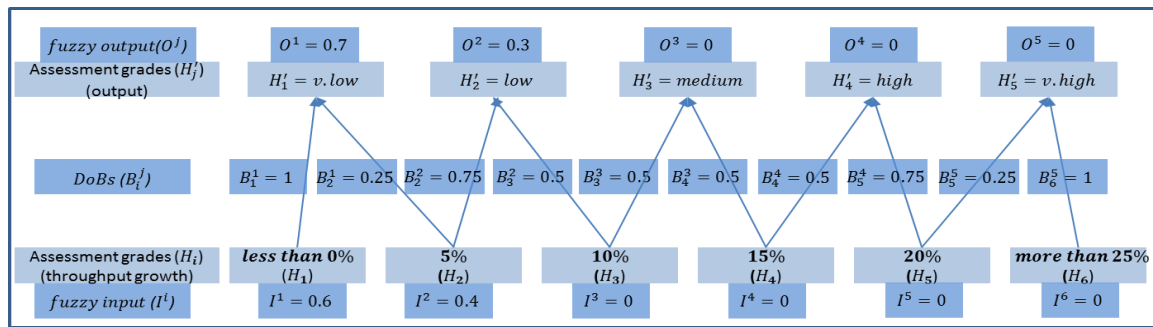 fuzzy output(O^j) O^1 = 0.7 O^2 = 0.3 O^3 = 0 O^4 = 0 O^5 = 0
Assessment grades (H'_j) H'_1 = v.low H'_2 = low H'_3 = medium H'_4 = high H'_5 = v.high
(output)
DoBs (B_i^j) B_1^1 = 1 B_2^1 = 0.25 B_2^2 = 0.75 B_3^2 = 0.5 B_3^3 = 0.5 B_4^3 = 0.5 B_4^4 = 0.5 B_5^4 = 0.75 B_5^5 = 0.25 B_6^5 = 1
Assessment grades (H_i) less than 0% 5% 10% 15% 20% more than 25%
(throughput growth) (H_1) (H_2) (H_3) (H_4) (H_5) (H_6)
fuzzy input (I^i) I^1 = 0.6 I^2 = 0.4 I^3 = 0 I^4 = 0 I^5 = 0 I^6 = 0